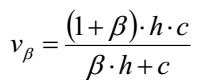 v_β = ((1 + β)·h·c) / (β·h + c)